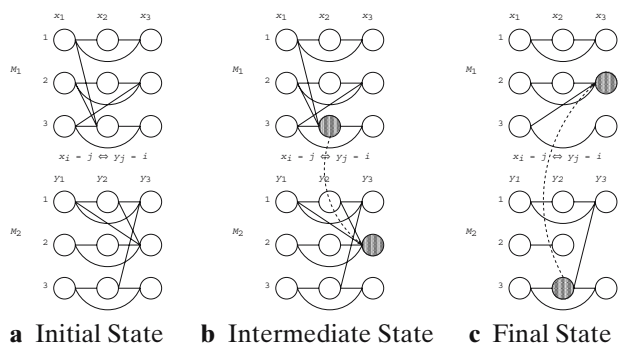 x1 x2 x3
1
M1 2
3
xi = j ⇔ yj = i
y1 y2 y3
1
M2 2
3
a Initial State
x1 x2 x3
1
M1 2
3
xi = j ⇔ yj = i
y1 y2 y3
1
M2 2
3
b Intermediate State
x1 x2 x3
1
M1 2
3
xi = j ⇔ yj = i
y1 y2 y3
1
M2 2
3
c Final State